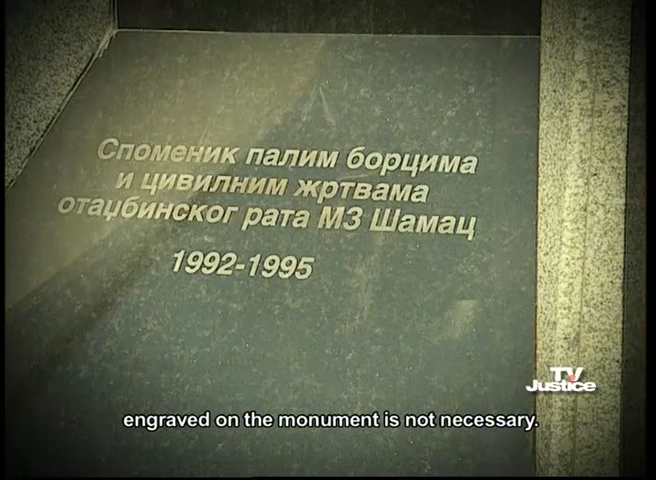 Споменик палим борцима
и цивилним жртвама
отаџбинског рата МЗ Шамац
1992-1995
TV
Justice
engraved on the monument is not necessary.